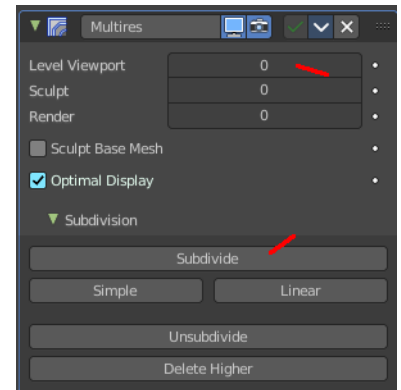 Multires
Level Viewport 0
Sculpt 0
Render 0
Sculpt Base Mesh
Optimal Display
Subdivision
Subdivide
Simple Linear
Unsubdivide
Delete Higher